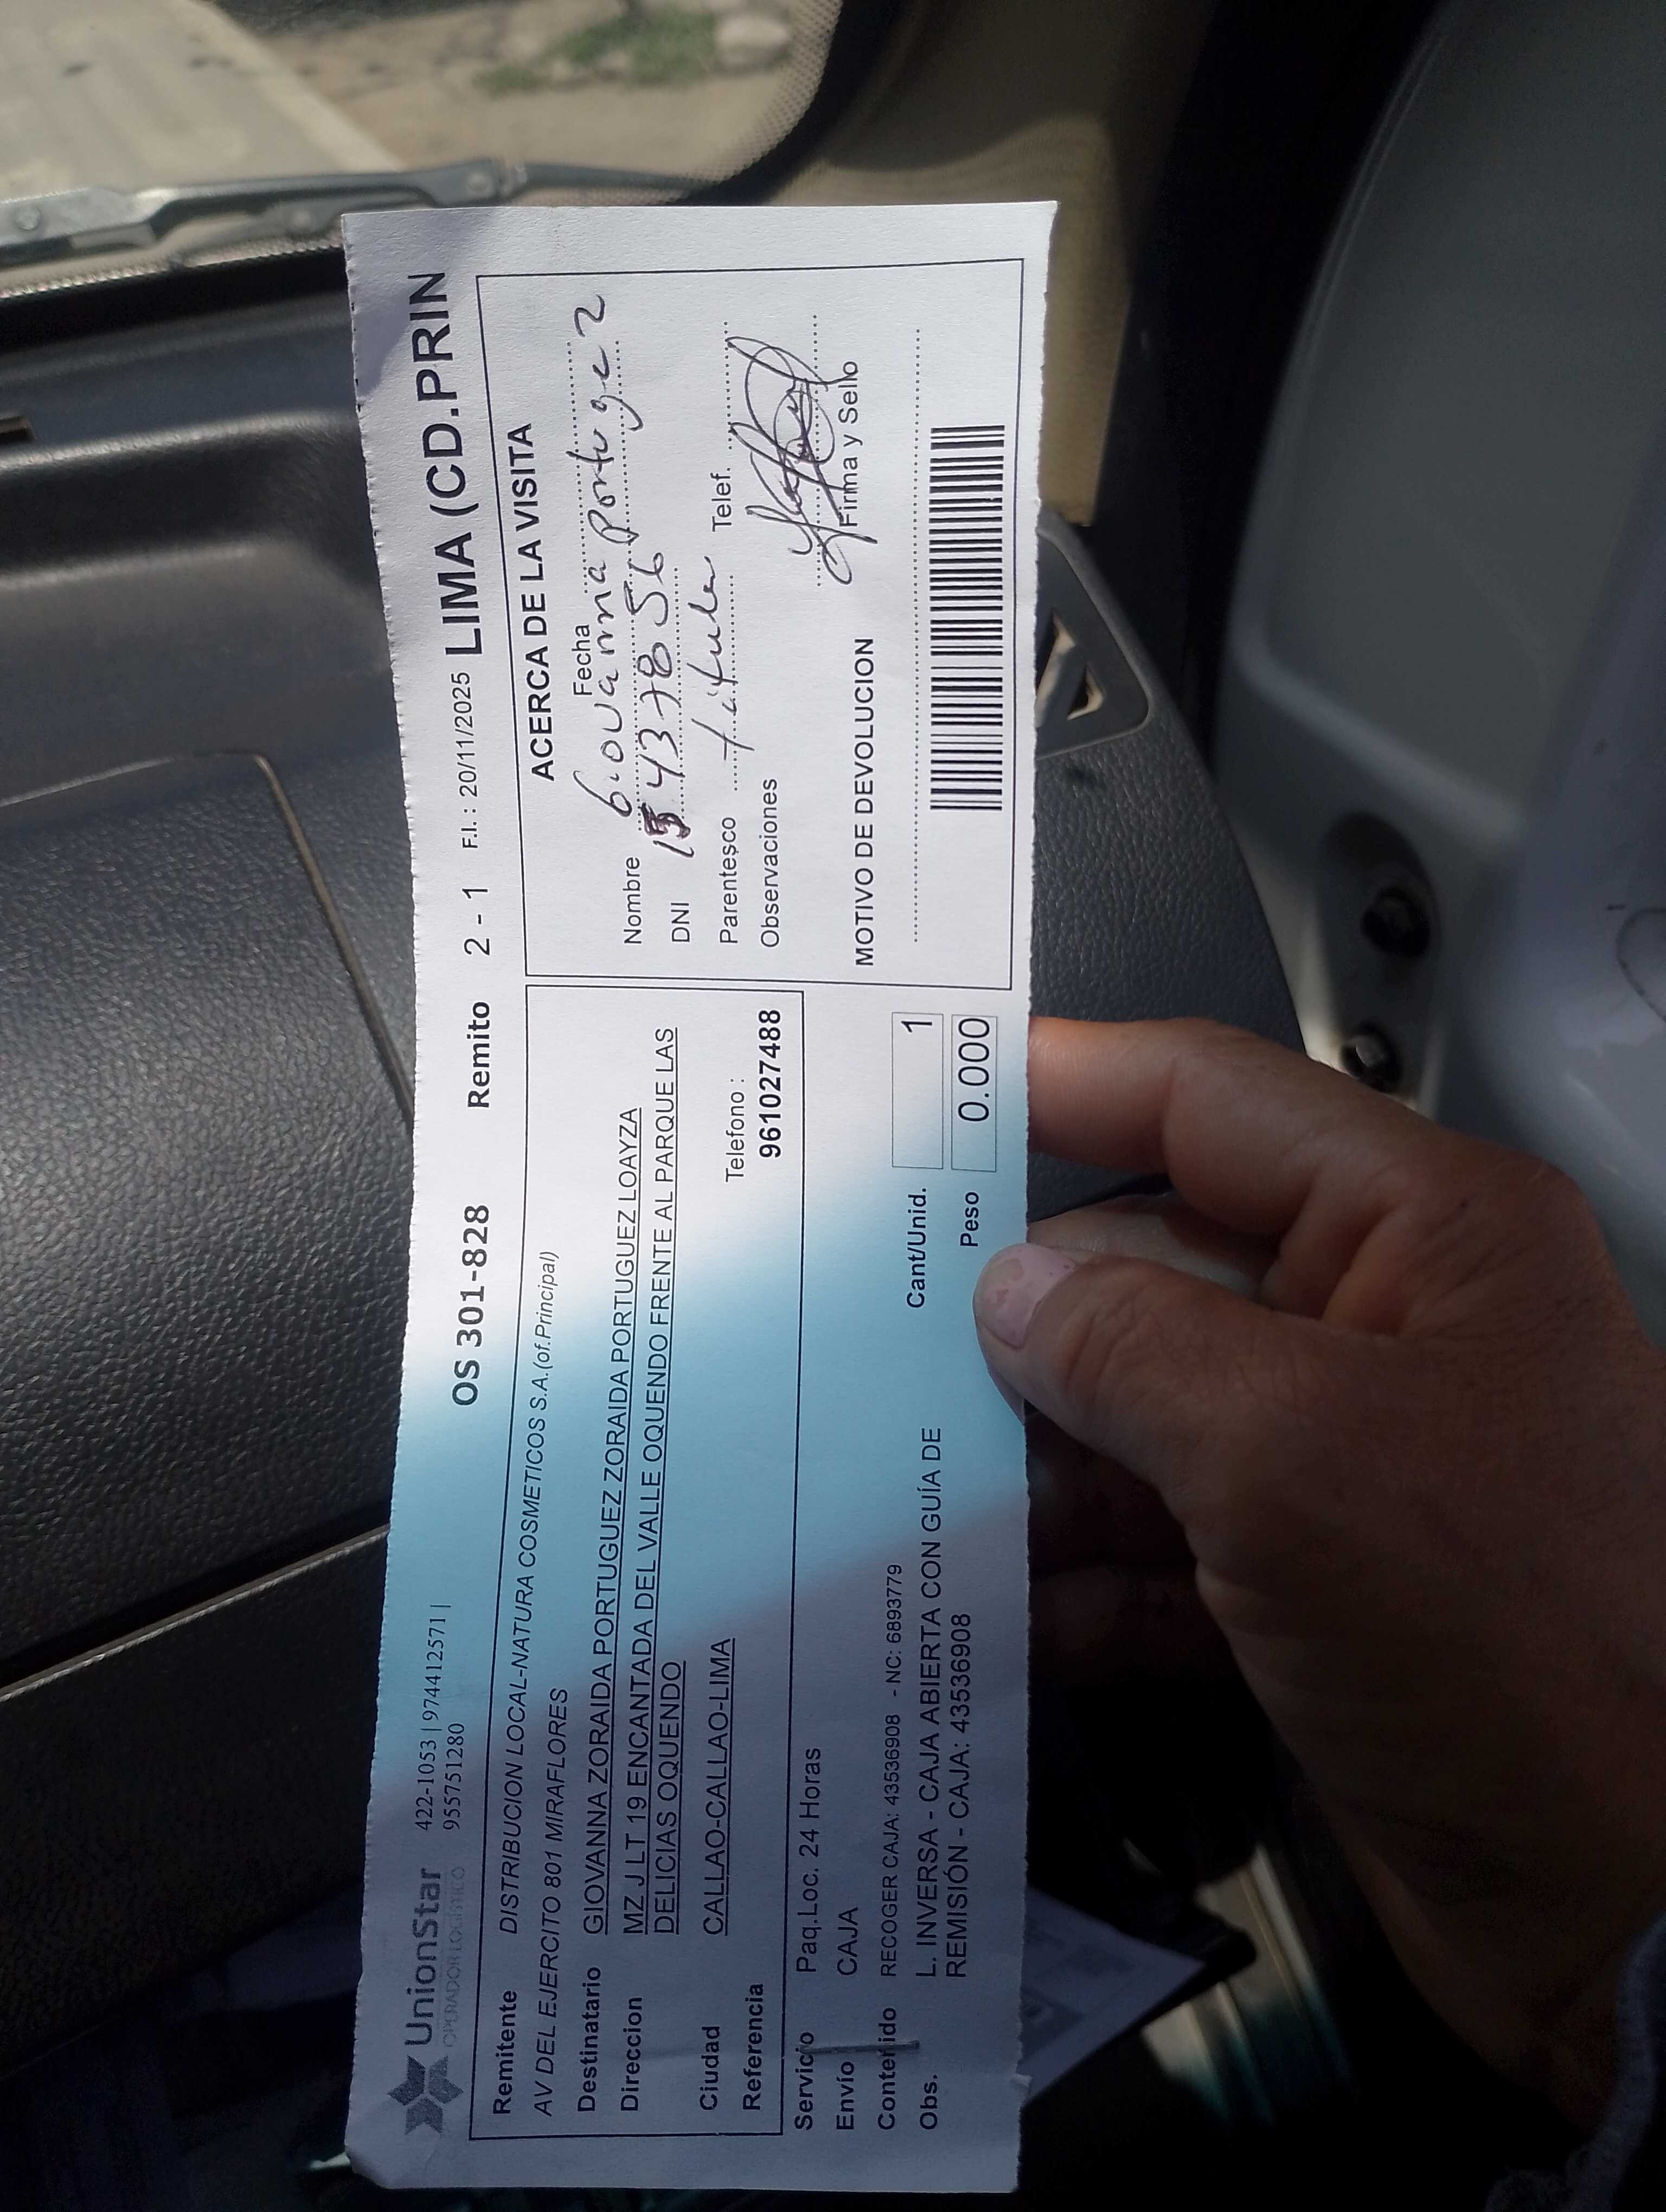 UnionStar
OPERADOR LOGISTICO
422-1053 | 974412571 |
955751280
OS 301-828
Remito 2 - 1
F.I. : 20/11/2025
LIMA (CD.PRIN
Remitente DISTRIBUCION LOCAL-NATURA COSMETICOS S.A.(of.Principal)
AV DEL EJERCITO 801 MIRAFLORES
Destinatario GIOVANNA ZORAIDA PORTUGUEZ ZORAIDA PORTUGUEZ LOAYZA
Direccion MZ J LT 19 ENCANTADA DEL VALLE OQUENDO FRENTE AL PARQUE LAS
DELICIAS OQUENDO
Ciudad CALLAO-CALLAO-LIMA
Telefono :
Referencia 961027488
Servicio Paq.Loc. 24 Horas
Envío CAJA
Contenido RECOGER CAJA: 43536908 - NC: 6893779
Obs. L. INVERSA - CAJA ABIERTA CON GUÍA DE
REMISIÓN - CAJA: 43536908
Cant/Unid. 1
Peso 0.000
ACERCA DE LA VISITA
Fecha
Nombre Giovanna Portugez
DNI
Parentesco titular Telef.
Observaciones
Firma y Sello
MOTIVO DE DEVOLUCION